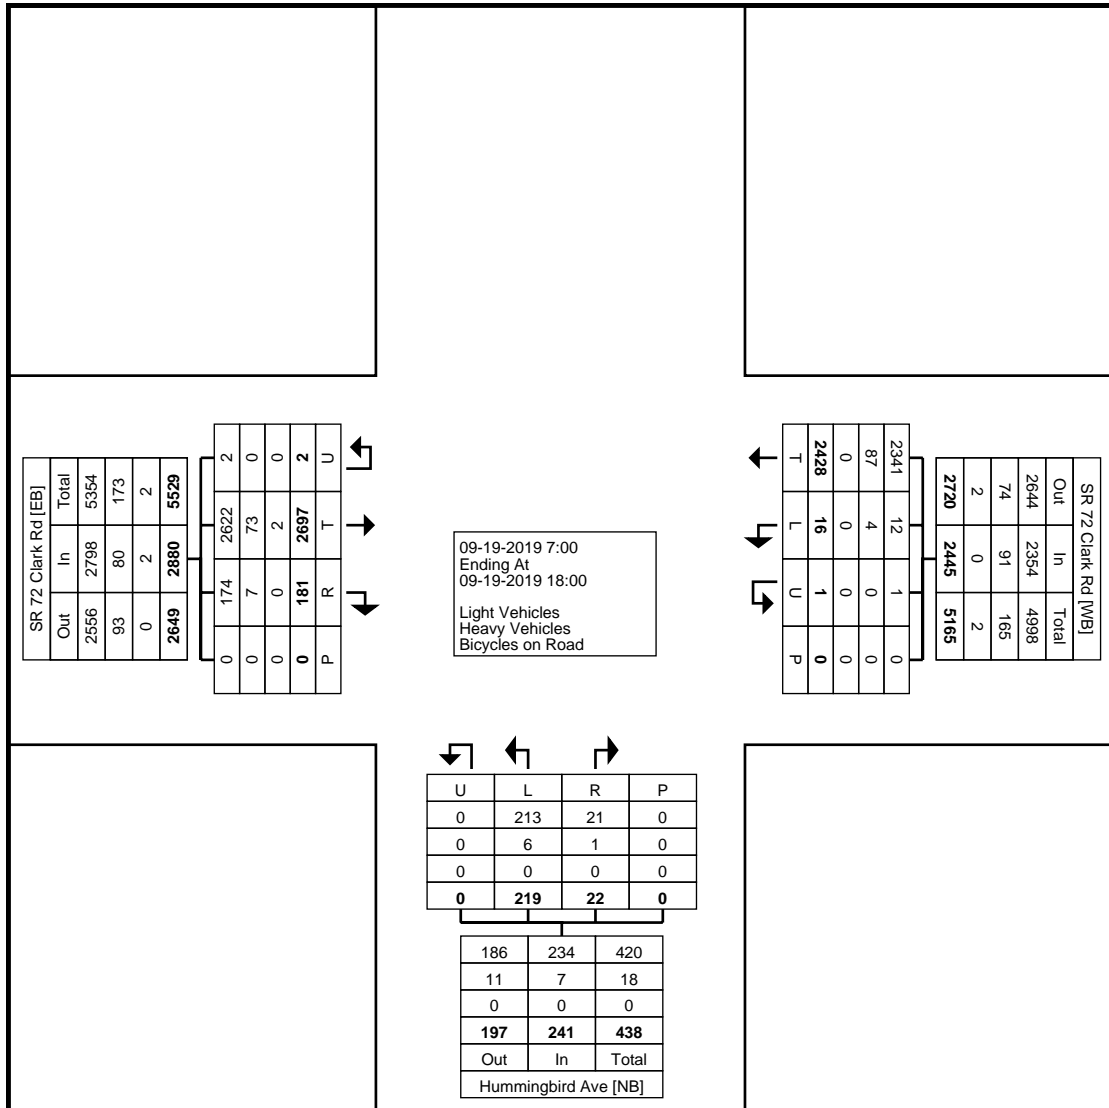 SR 72 Clark Rd [EB]
Total In Out
5354 2798 2556
173 80 93
2 2 0
5529 2880 2649
2 2622 174 0
0 73 7 0
0 2 0 0
2 2697 181 0
U T R P
09-19-2019 7:00
Ending At
09-19-2019 18:00
Light Vehicles
Heavy Vehicles
Bicycles on Road
SR 72 Clark Rd [WB]
Out In Total
2644 2354 4998
74 91 165
2 0 2
2720 2445 5165
2341 12 1 0
87 4 0 0
0 0 0 0
2428 16 1 0
T L U P
U L R P
0 213 21 0
0 6 1 0
0 0 0 0
0 219 22 0
186 234 420
11 7 18
0 0 0
197 241 438
Out In Total
Hummingbird Ave [NB]